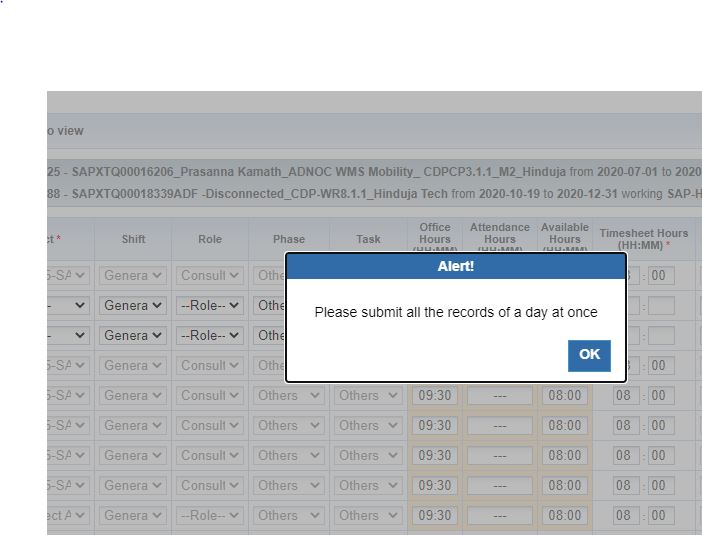 o view
25 - SAPXTQ00016206_Prasanna Kamath_ADNOC WMS Mobility_ CDPCP3.1.1_M2_Hinduja from 2020-07-01 to 2020
88 - SAPXTQ00018339ADF -Disconnected_CDP-WR8.1.1_Hinduja Tech from 2020-10-19 to 2020-12-31 working SAP-H
ct * Shift Role Phase Task Office Hours (HH:MM) Attendance Hours (HH:MM) Available Hours (HH:MM) Timesheet Hours (HH:MM) *
5-SA Genera Consult Othe : 00
Alert!
- Genera --Role-- Othe :
Please submit all the records of a day at once
- Genera --Role-- Othe :
OK
5-SA Genera Consult Othe : 00
5-SA Genera Consult Others Others 09:30 --- 08:00 08 : 00
5-SA Genera Consult Others Others 09:30 --- 08:00 08 : 00
5-SA Genera Consult Others Others 09:30 --- 08:00 08 : 00
5-SA Genera Consult Others Others 09:30 --- 08:00 08 : 00
ect A Genera --Role-- Others Others 09:30 --- 08:00 08 : 00